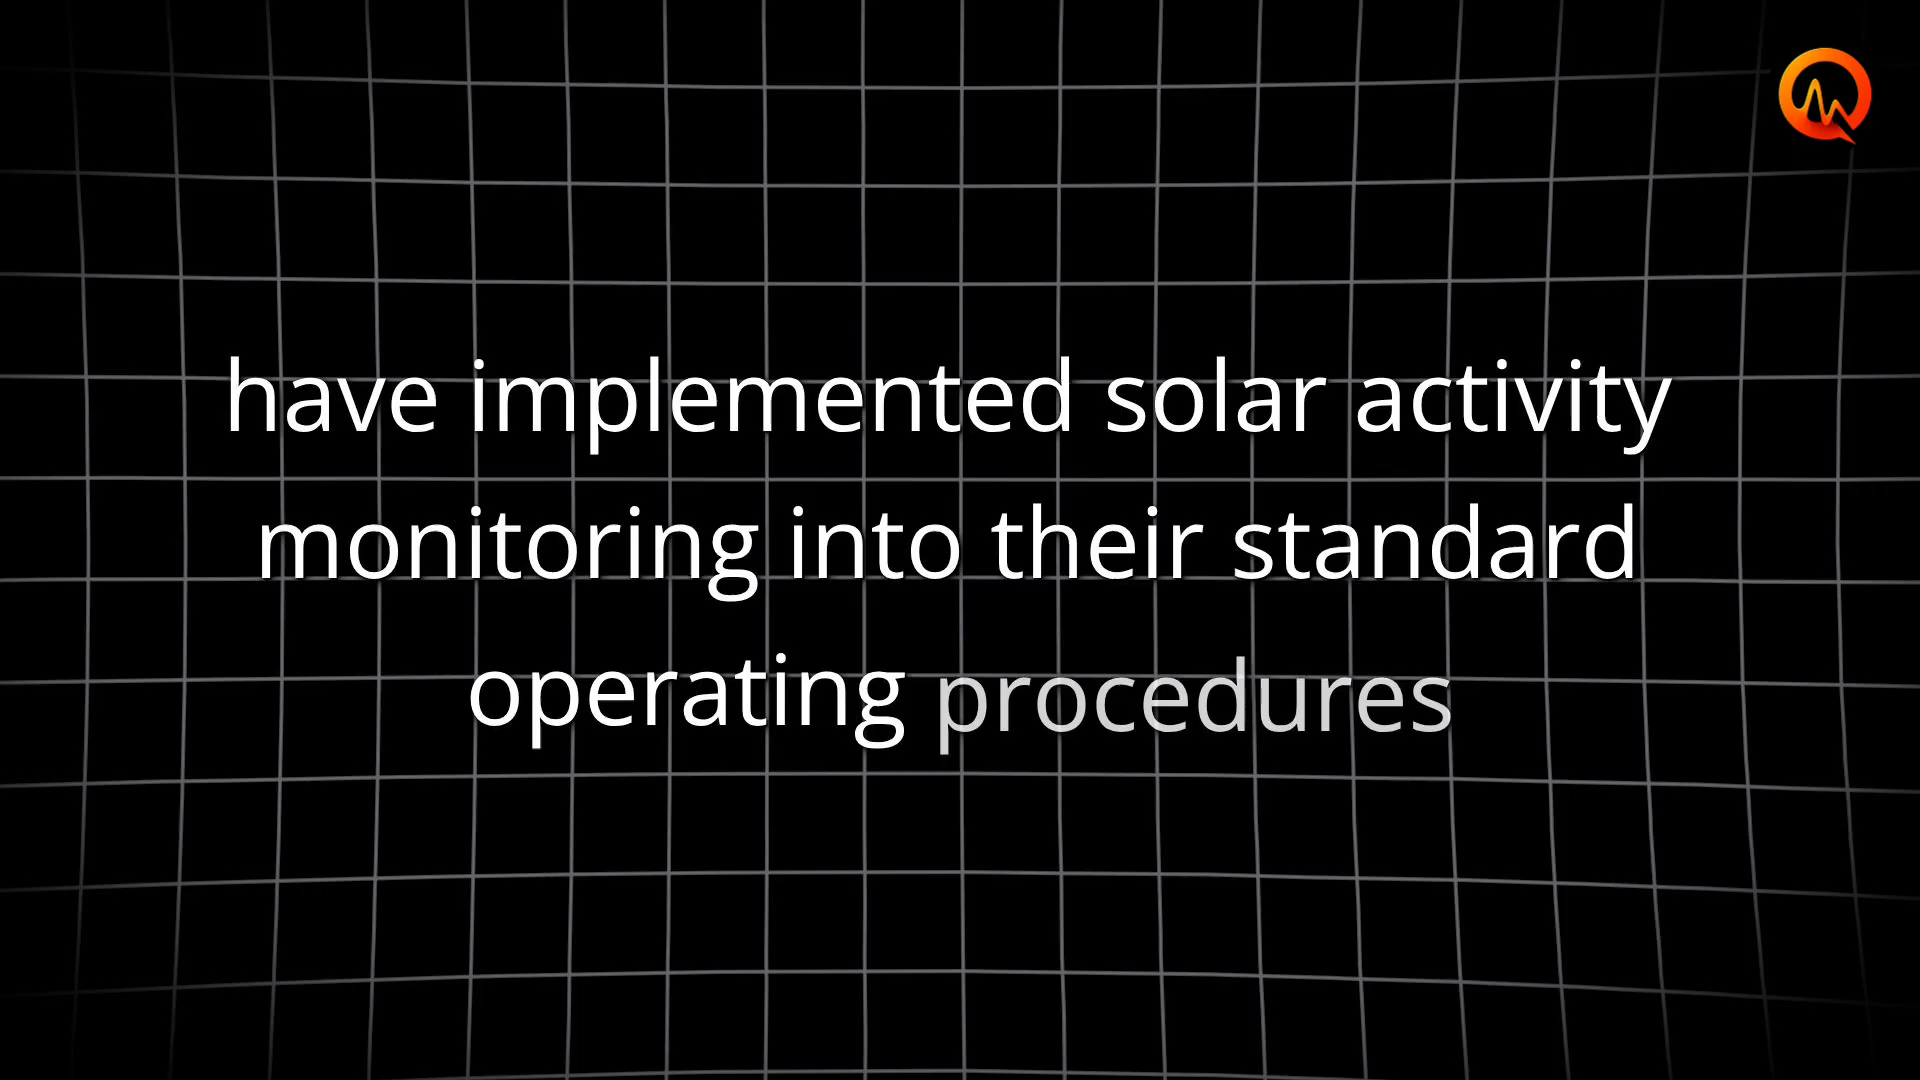 have implemented solar activity
monitoring into their standard
operating procedures